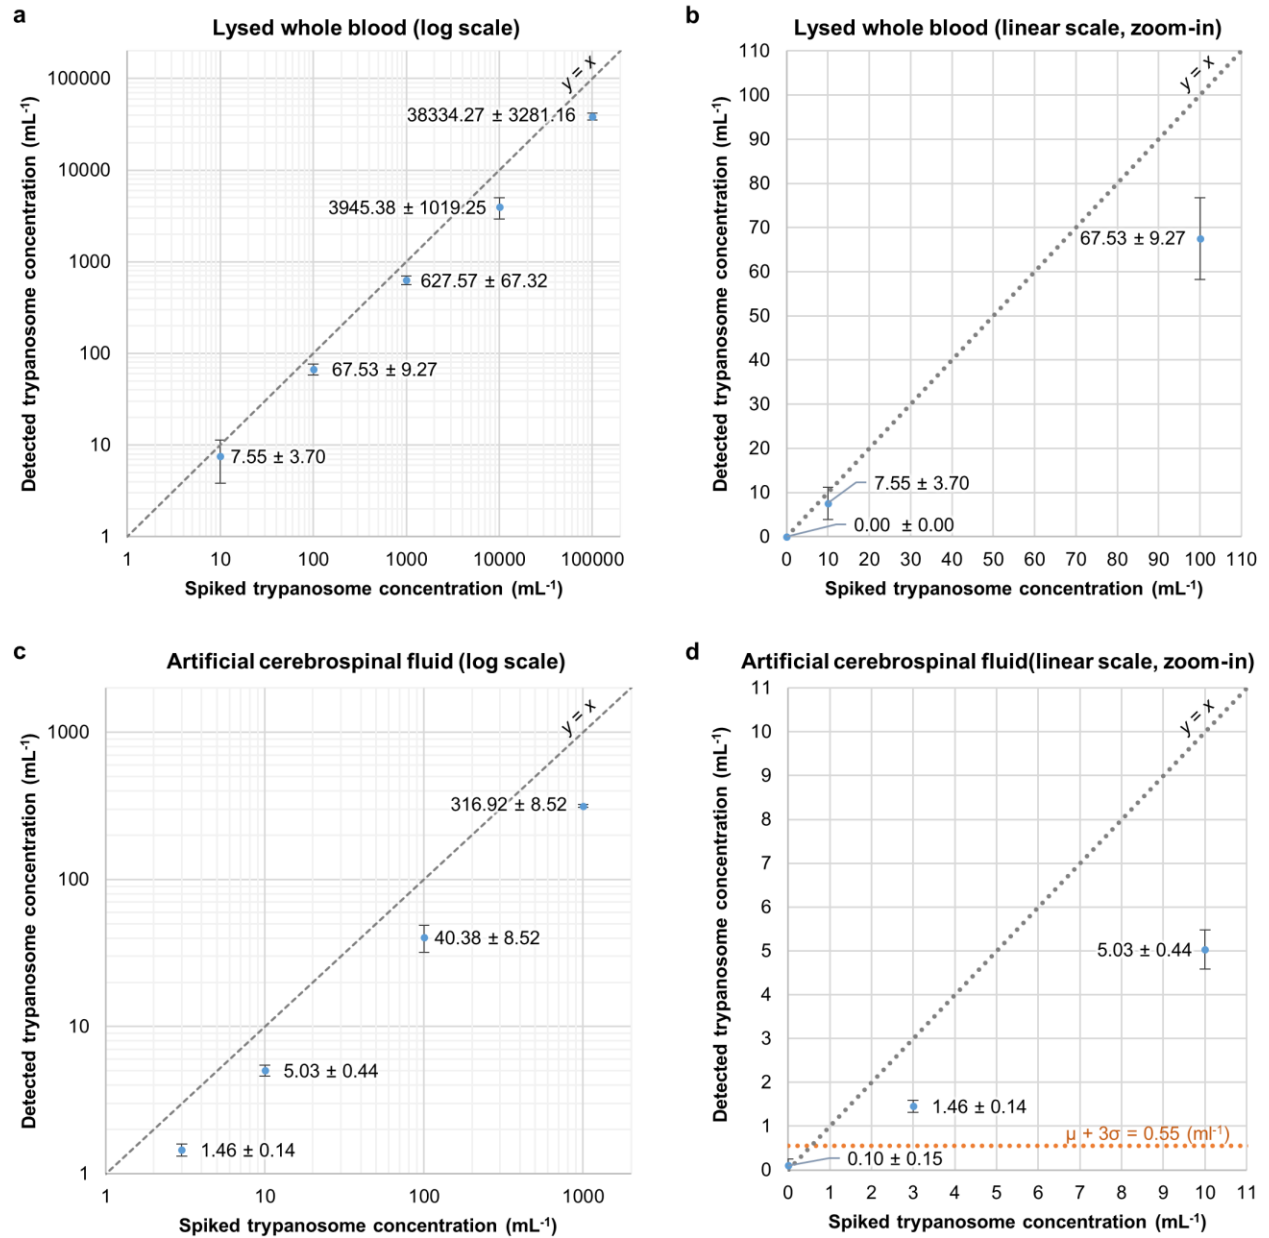 a
Lysed whole blood (log scale)
Detected trypanosome concentration (mL⁻¹)
100000
10000
1000
100
10
1
y = x
38334.27 ± 3281.16
3945.38 ± 1019.25
627.57 ± 67.32
67.53 ± 9.27
7.55 ± 3.70
1 10 100 1000 10000 100000
Spiked trypanosome concentration (mL⁻¹)
b
Lysed whole blood (linear scale, zoom-in)
Detected trypanosome concentration (mL⁻¹)
110
100
90
80
70
60
50
40
30
20
10
0
y = x
67.53 ± 9.27
7.55 ± 3.70
0.00 ± 0.00
0 10 20 30 40 50 60 70 80 90 100 110
Spiked trypanosome concentration (mL⁻¹)
c
Artificial cerebrospinal fluid (log scale)
Detected trypanosome concentration (mL⁻¹)
1000
100
10
1
y = x
316.92 ± 8.52
40.38 ± 8.52
5.03 ± 0.44
1.46 ± 0.14
1 10 100 1000
Spiked trypanosome concentration (mL⁻¹)
d
Artificial cerebrospinal fluid(linear scale, zoom-in)
Detected trypanosome concentration (mL⁻¹)
11
10
9
8
7
6
5
4
3
2
1
0
y = x
5.03 ± 0.44
1.46 ± 0.14
μ + 3σ = 0.55 (ml⁻¹)
0.10 ± 0.15
0 1 2 3 4 5 6 7 8 9 10 11
Spiked trypanosome concentration (mL⁻¹)